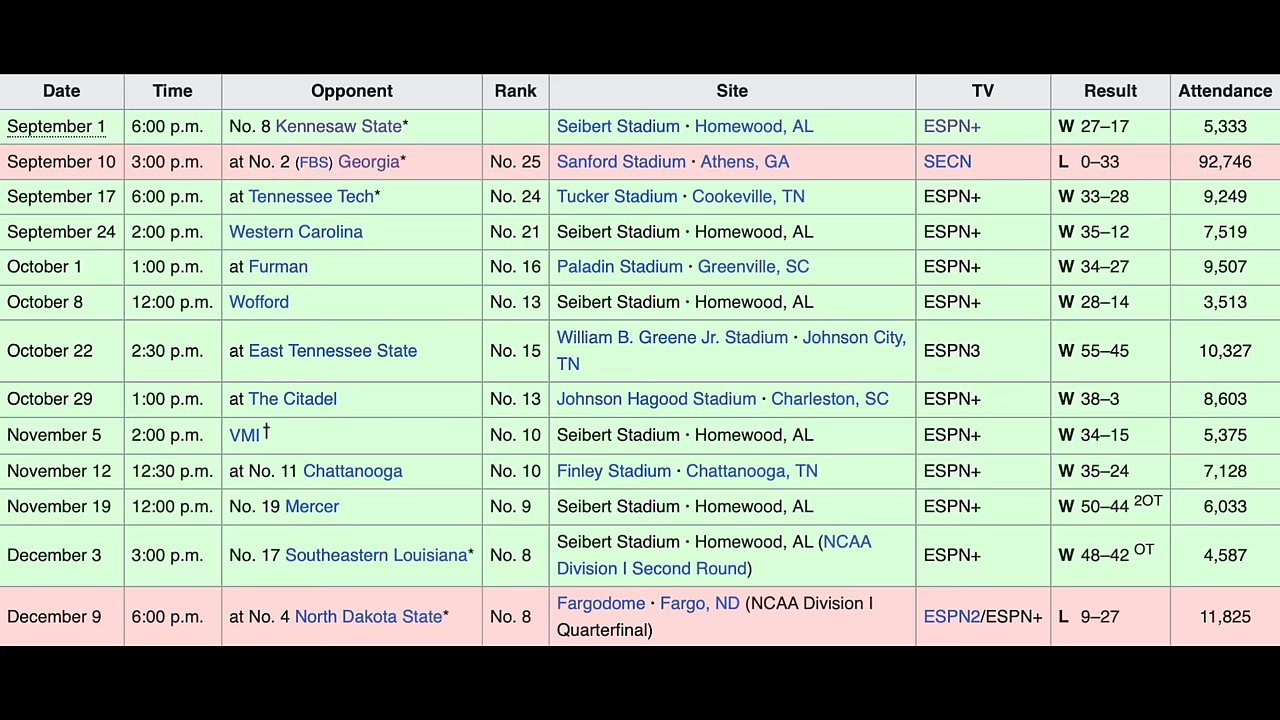 Date Time Opponent Rank Site TV Result Attendance
September 1 6:00 p.m. No. 8 Kennesaw State* Seibert Stadium • Homewood, AL ESPN+ W 27–17 5,333
September 10 3:00 p.m. at No. 2 (FBS) Georgia* No. 25 Sanford Stadium • Athens, GA SECN L 0–33 92,746
September 17 6:00 p.m. at Tennessee Tech* No. 24 Tucker Stadium • Cookeville, TN ESPN+ W 33–28 9,249
September 24 2:00 p.m. Western Carolina No. 21 Seibert Stadium • Homewood, AL ESPN+ W 35–12 7,519
October 1 1:00 p.m. at Furman No. 16 Paladin Stadium • Greenville, SC ESPN+ W 34–27 9,507
October 8 12:00 p.m. Wofford No. 13 Seibert Stadium • Homewood, AL ESPN+ W 28–14 3,513
October 22 2:30 p.m. at East Tennessee State No. 15 William B. Greene Jr. Stadium • Johnson City,
TN ESPN3 W 55–45 10,327
October 29 1:00 p.m. at The Citadel No. 13 Johnson Hagood Stadium • Charleston, SC ESPN+ W 38–3 8,603
November 5 2:00 p.m. VMI† No. 10 Seibert Stadium • Homewood, AL ESPN+ W 34–15 5,375
November 12 12:30 p.m. at No. 11 Chattanooga No. 10 Finley Stadium • Chattanooga, TN ESPN+ W 35–24 7,128
November 19 12:00 p.m. No. 19 Mercer No. 9 Seibert Stadium • Homewood, AL ESPN+ W 50–44 2OT 6,033
December 3 3:00 p.m. No. 17 Southeastern Louisiana* No. 8 Seibert Stadium • Homewood, AL (NCAA
Division I Second Round) ESPN+ W 48–42 OT 4,587
December 9 6:00 p.m. at No. 4 North Dakota State* No. 8 Fargodome • Fargo, ND (NCAA Division I
Quarterfinal) ESPN2/ESPN+ L 9–27 11,825